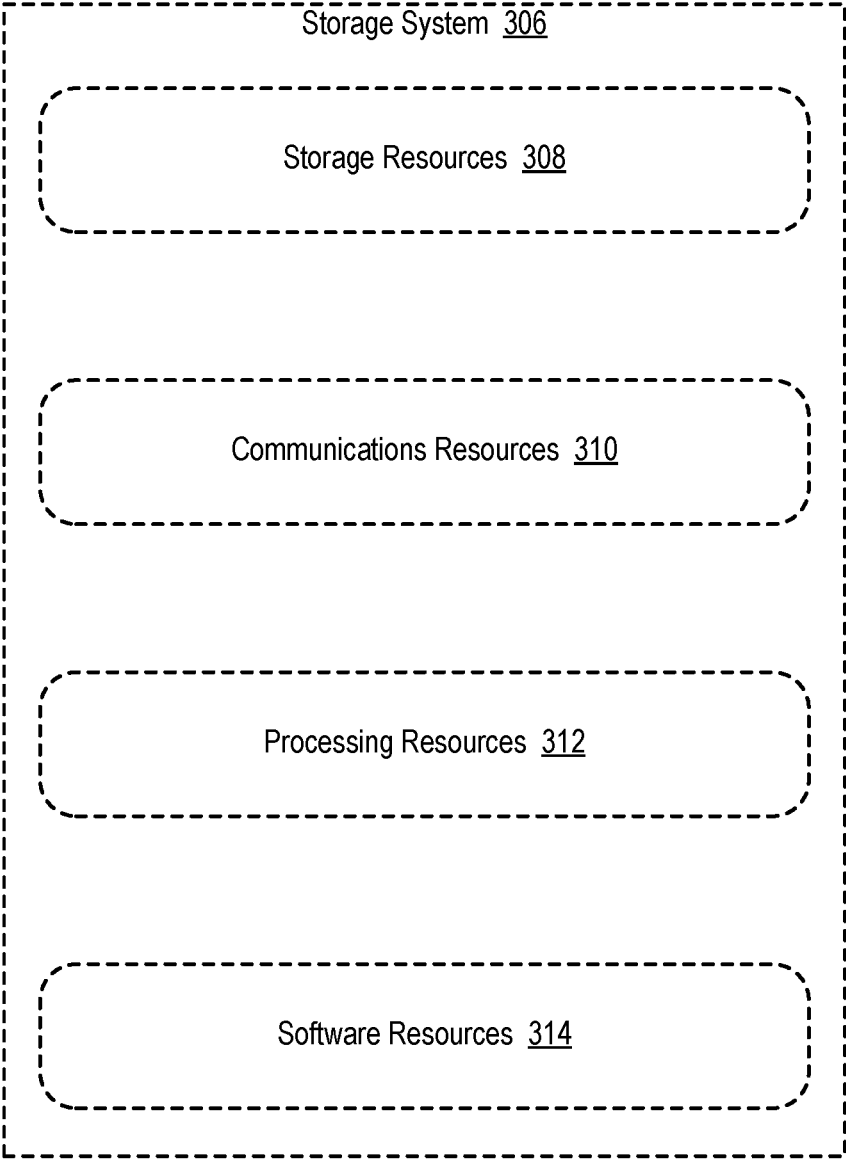 Storage System 306
Storage Resources 308
Communications Resources 310
Processing Resources 312
Software Resources 314